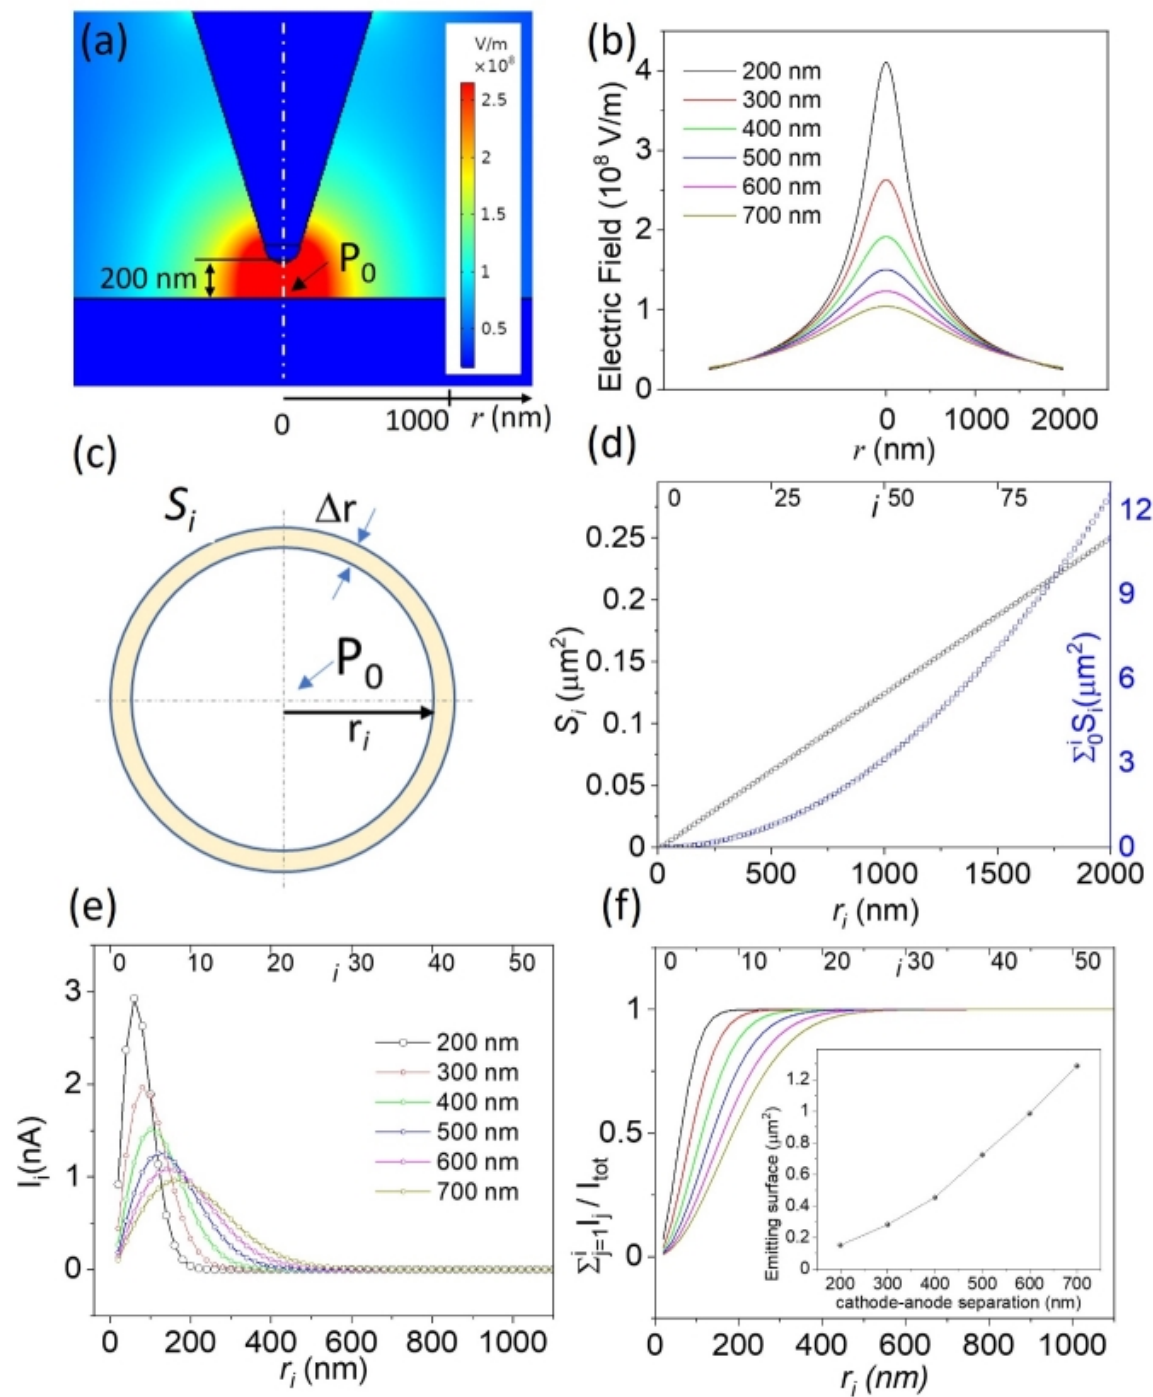 (a)
V/m
×10⁸
2.5
2
1.5
1
0.5
200 nm
P₀
0
1000
r (nm)
(b)
200 nm
300 nm
400 nm
500 nm
600 nm
700 nm
Electric Field (10⁸ V/m)
4
3
2
1
0
0
1000
2000
r (nm)
(c)
Sᵢ
Δr
P₀
rᵢ
(d)
0
25
i
50
75
0.25
0.2
0.15
0.1
0.05
0
Sᵢ (μm²)
12
9
6
3
0
Σ₀ⁱSᵢ(μm²)
0
500
1000
1500
2000
rᵢ (nm)
(e)
0
10
20
i
30
40
50
3
2
1
0
Iᵢ(nA)
200 nm
300 nm
400 nm
500 nm
600 nm
700 nm
0
200
400
600
800
1000
rᵢ (nm)
(f)
0
10
20
i
30
40
50
1
0.5
0
Σⁱⱼ₌₁Iⱼ / Iₜₒₜ
1.2
1
0.8
0.6
0.4
0.2
0
Emitting surface (μm²)
200
300
400
500
600
700
cathode-anode separation (nm)
0
200
400
600
800
1000
rᵢ (nm)